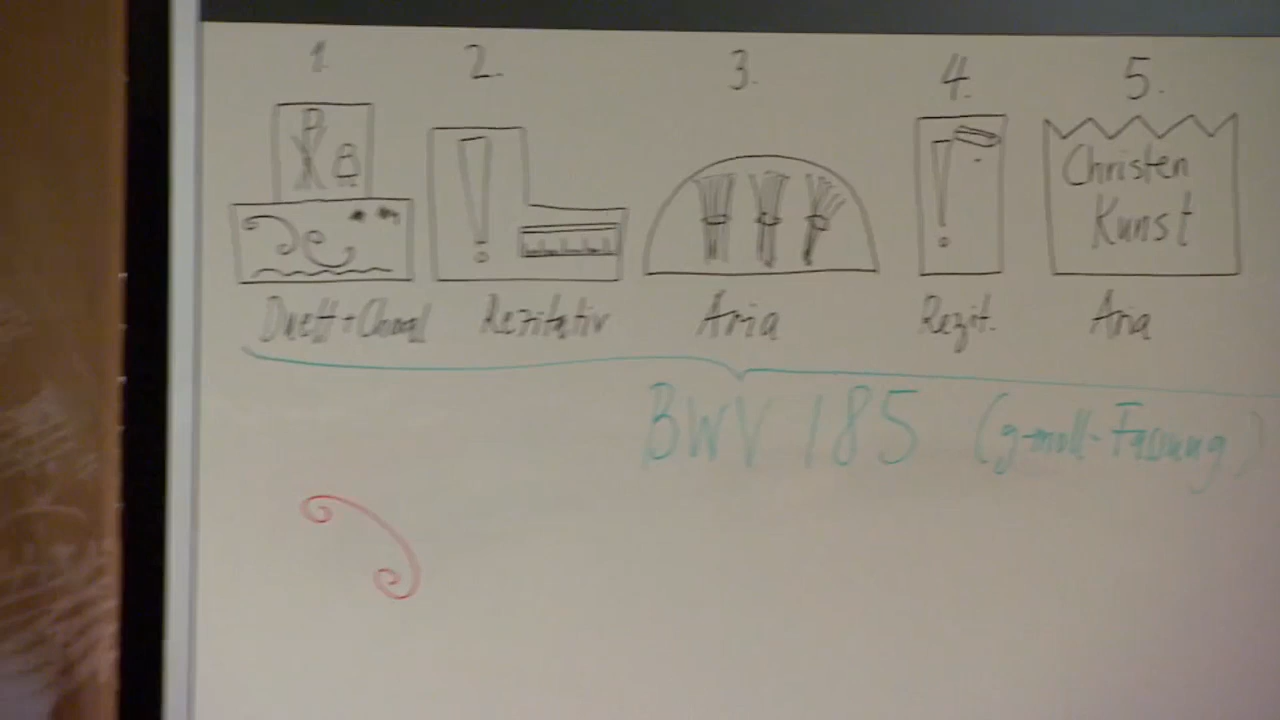 1. 2. 3. 4. 5.
Christen
Kunst
Duett + Choral Rezitativ Aria Rezit. Aria
BWV 185 (g-moll-Fassung)